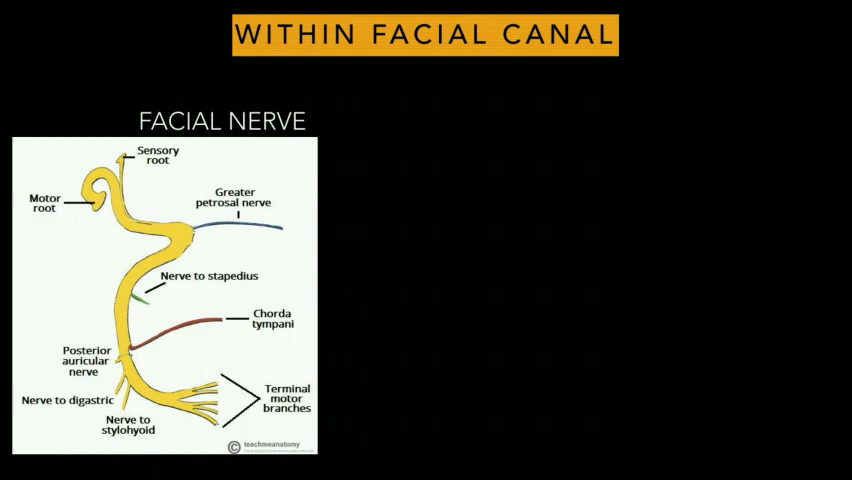 WITHIN FACIAL CANAL
FACIAL NERVE
Sensory
root
Motor
root
Greater
petrosal nerve
Nerve to stapedius
Chorda
tympani
Posterior
auricular
nerve
Nerve to digastric
Nerve to
stylohyoid
Terminal
motor
branches
© teachmeanatomy